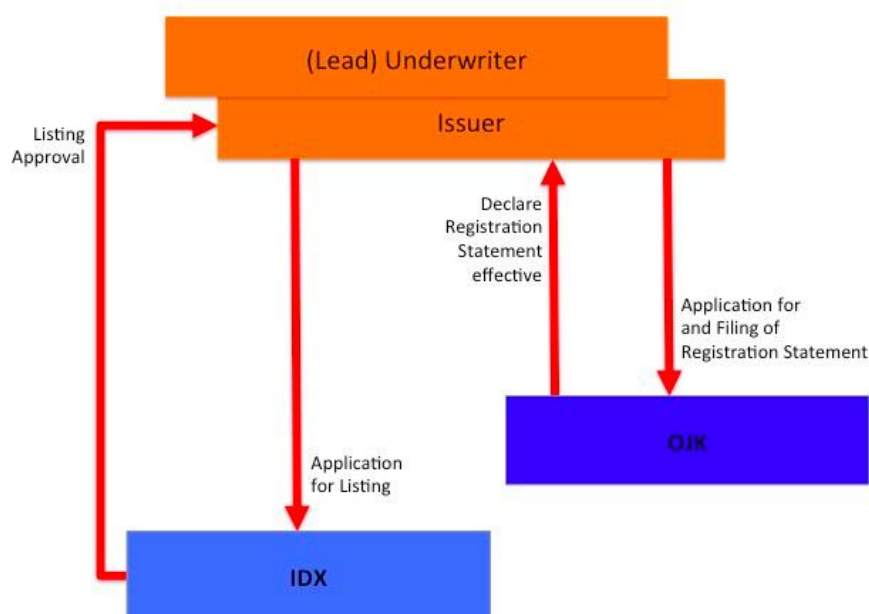 (Lead) Underwriter
Issuer
Listing
Approval
Declare
Registration
Statement
effective
Application for
and Filing of
Registration Statement
OJK
Application
for Listing
IDX